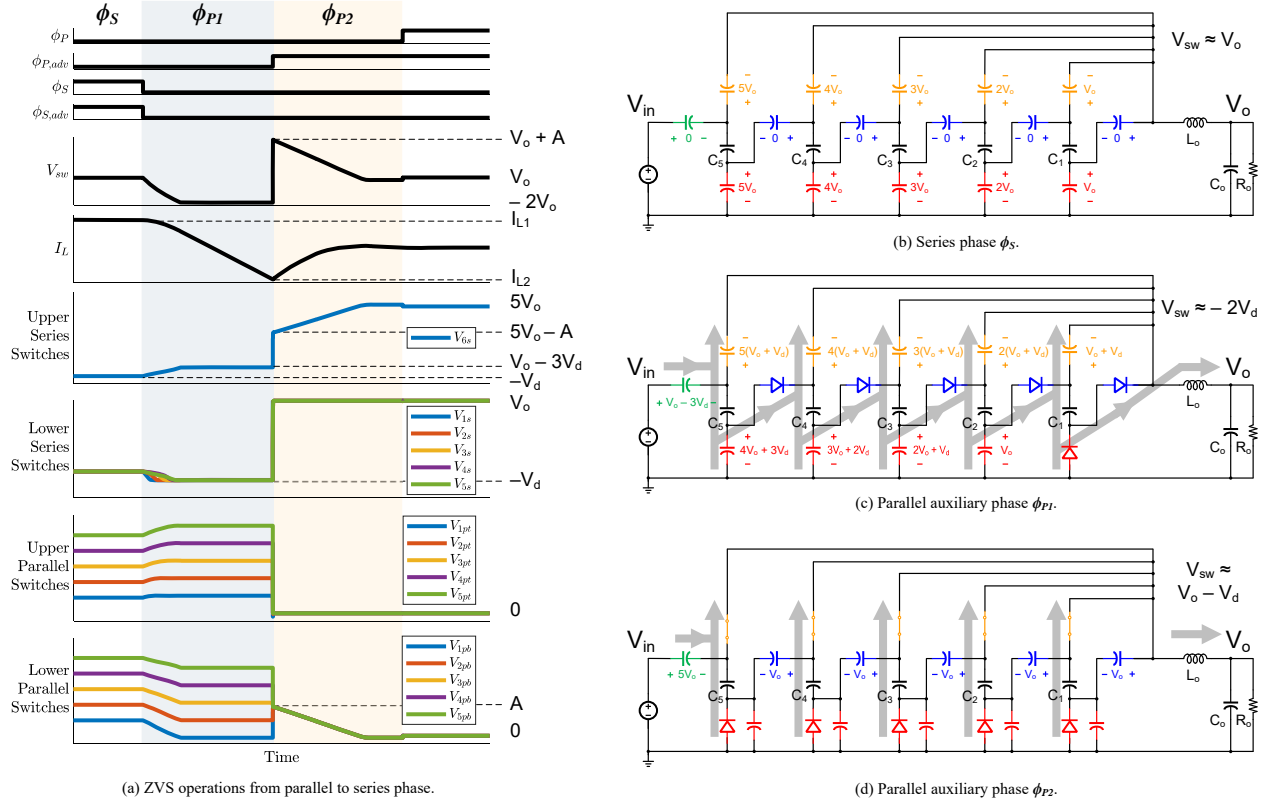 ϕS ϕP1 ϕP2
ϕP
ϕP,adv
ϕS
ϕS,adv
Vsw
Vo + A
Vo
– 2Vo
IL
IL1
IL2
Upper
Series
Switches
V6s
5Vo
5Vo – A
Vo – 3Vd
–Vd
Lower
Series
Switches
V1s
V2s
V3s
V4s
V5s
Vo
–Vd
Upper
Parallel
Switches
V1pt
V2pt
V3pt
V4pt
V5pt
0
Lower
Parallel
Switches
V1pb
V2pb
V3pb
V4pb
V5pb
A
0
Time
(a) ZVS operations from parallel to series phase.
Vsw ≈ Vo
– – – – –
5Vo 4Vo 3Vo 2Vo Vo
+ + + + +
Vin Vo
+ 0 – – 0 + – 0 + – 0 + – 0 + – 0 +
C5 C4 C3 C2 C1 Lo
+ + + + +
5Vo 4Vo 3Vo 2Vo Vo
– – – – –
Co Ro
(b) Series phase ϕS.
Vsw ≈ – 2Vd
– – – – –
5(Vo + Vd) 4(Vo + Vd) 3(Vo + Vd) 2(Vo + Vd) Vo + Vd
+ + + + +
Vin Vo
+ Vo – 3Vd –
C5 C4 C3 C2 C1 Lo
+ + + +
4Vo + 3Vd 3Vo + 2Vd 2Vo + Vd Vo
– – – –
Co Ro
(c) Parallel auxiliary phase ϕP1.
Vsw ≈
Vo – Vd
Vin Vo
+ 5Vo – – Vo + – Vo + – Vo + – Vo + – Vo +
C5 C4 C3 C2 C1 Lo
Co Ro
(d) Parallel auxiliary phase ϕP2.